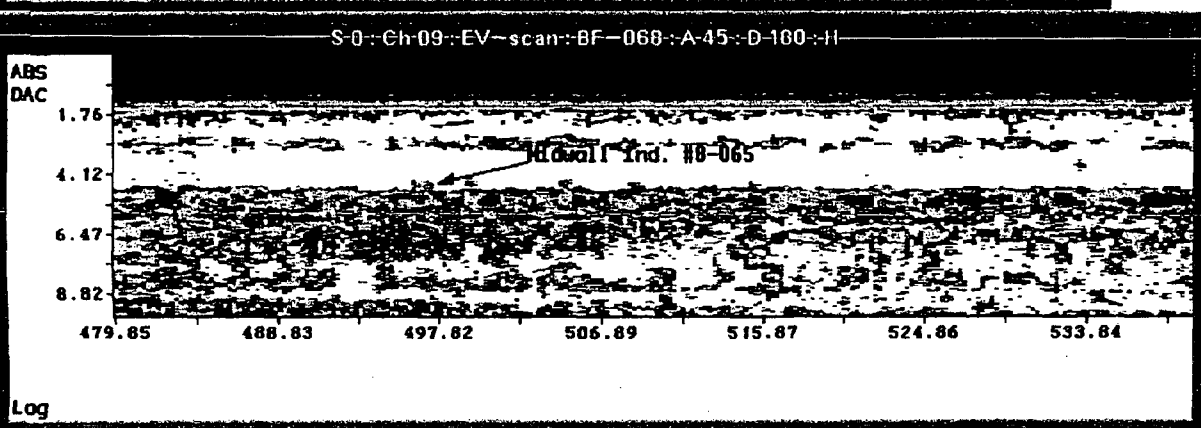 S-0 : Ch-09 : EV-scan : BF-068 : A-45 : D-180 : H
ABS
DAC
1.76
Midwall Ind. #8-065
4.12
6.47
8.82
479.85 488.83 497.82 506.89 515.87 524.86 533.84
Log